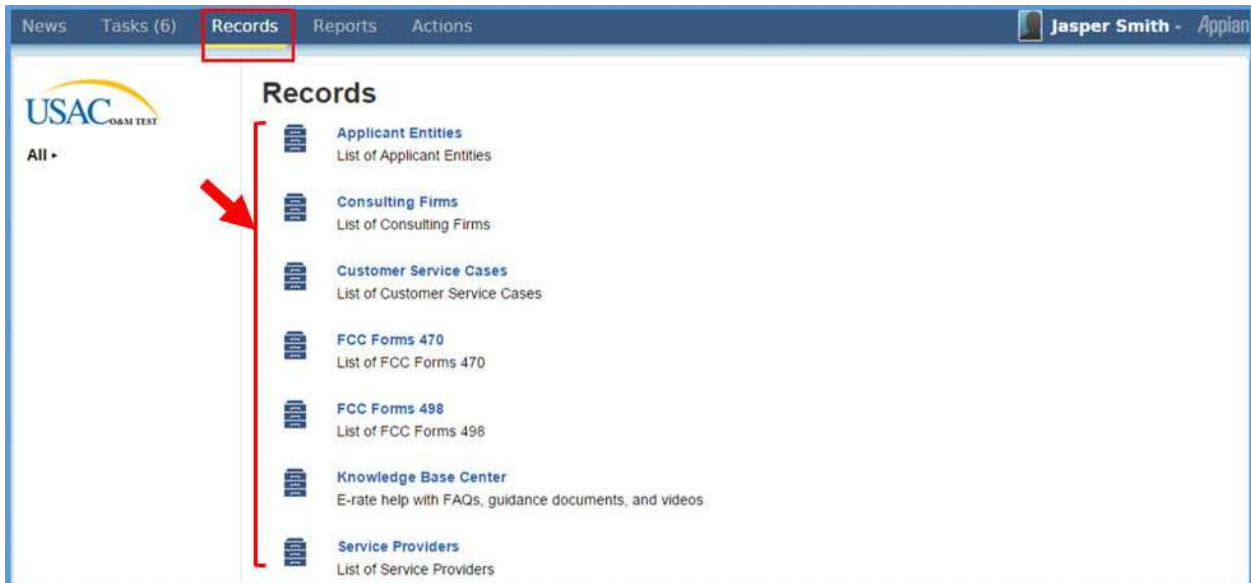 News Tasks (6) Records Reports Actions Jasper Smith - Appian
USAC O&M TEST
All
Records
Applicant Entities
List of Applicant Entities
Consulting Firms
List of Consulting Firms
Customer Service Cases
List of Customer Service Cases
FCC Forms 470
List of FCC Forms 470
FCC Forms 498
List of FCC Forms 498
Knowledge Base Center
E-rate help with FAQs, guidance documents, and videos
Service Providers
List of Service Providers